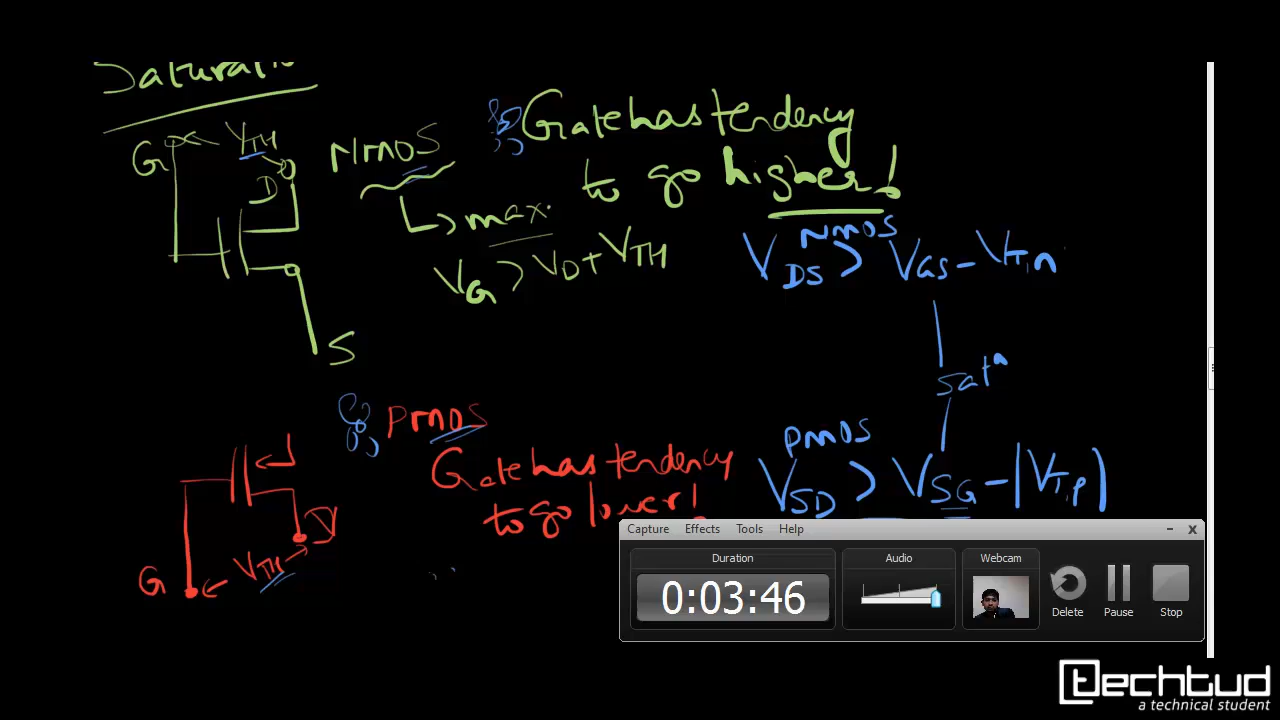 Saturatio
G VTH D
NMOS
Gate has tendency
to go higher!
max.
VG > VD + VTH
S
NMOS
VDS > VGS - VT,n
satn
PMOS
Gate has tendency
to go lower!
G VTH D
PMOS
VSD > VSG - |VT,p|
Capture Effects Tools Help
Duration
0:03:46
Audio
Webcam
Delete Pause Stop
techtud
a technical student